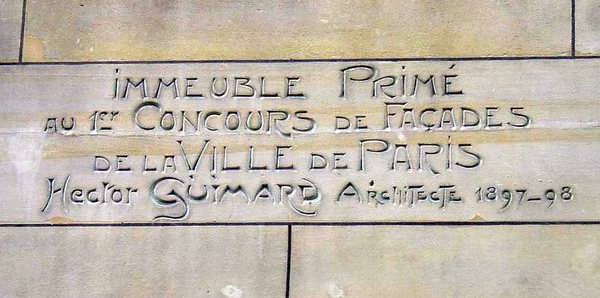 iMMEUBLE PRiMÉ
AU 1er CONCOURS DE FAÇADES
DE LA VILLE DE PARIS
Hector GUiMARD ARCHiTECTE 1897-98